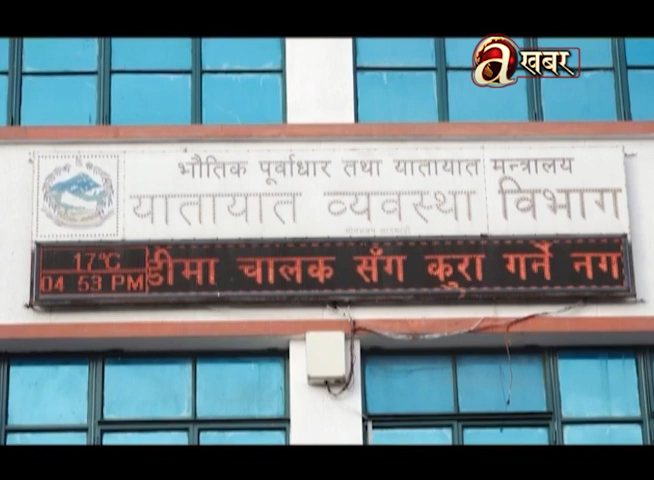 a खबर
भौतिक पूर्वाधार तथा यातायात मन्त्रालय
यातायात व्यवस्था विभाग
17°C
04 53 PM
डीमा चालक सँग कुरा गर्ने नग